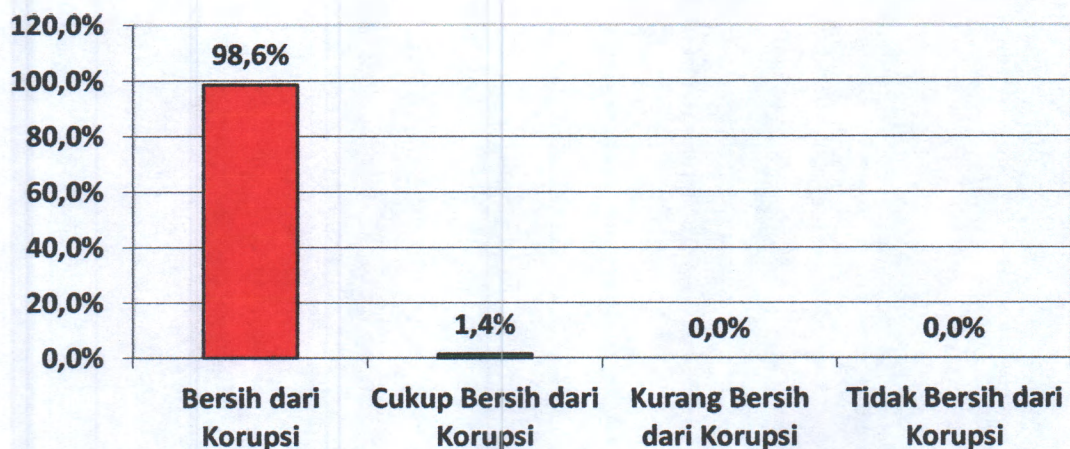 120,0%
100,0%
80,0%
60,0%
40,0%
20,0%
0,0%
98,6%
1,4%
0,0%
0,0%
Bersih dari
Korupsi
Cukup Bersih dari
Korupsi
Kurang Bersih
dari Korupsi
Tidak Bersih dari
Korupsi